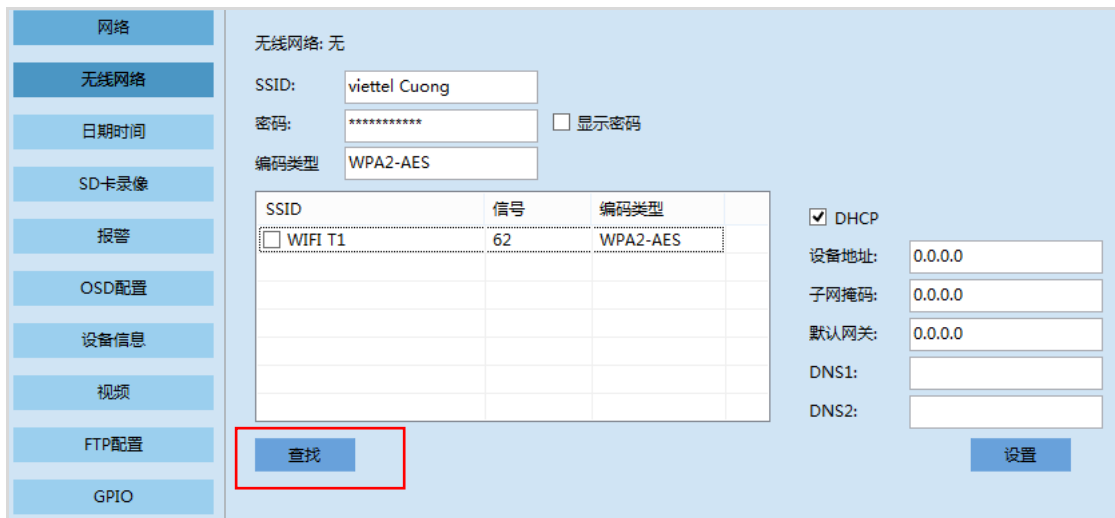 网络
无线网络
日期时间
SD卡录像
报警
OSD配置
设备信息
视频
FTP配置
GPIO
无线网络: 无
SSID: viettel Cuong
密码: *********** 显示密码
编码类型 WPA2-AES
SSID 信号 编码类型
WIFI T1 62 WPA2-AES
查找
DHCP
设备地址: 0.0.0.0
子网掩码: 0.0.0.0
默认网关: 0.0.0.0
DNS1:
DNS2:
设置